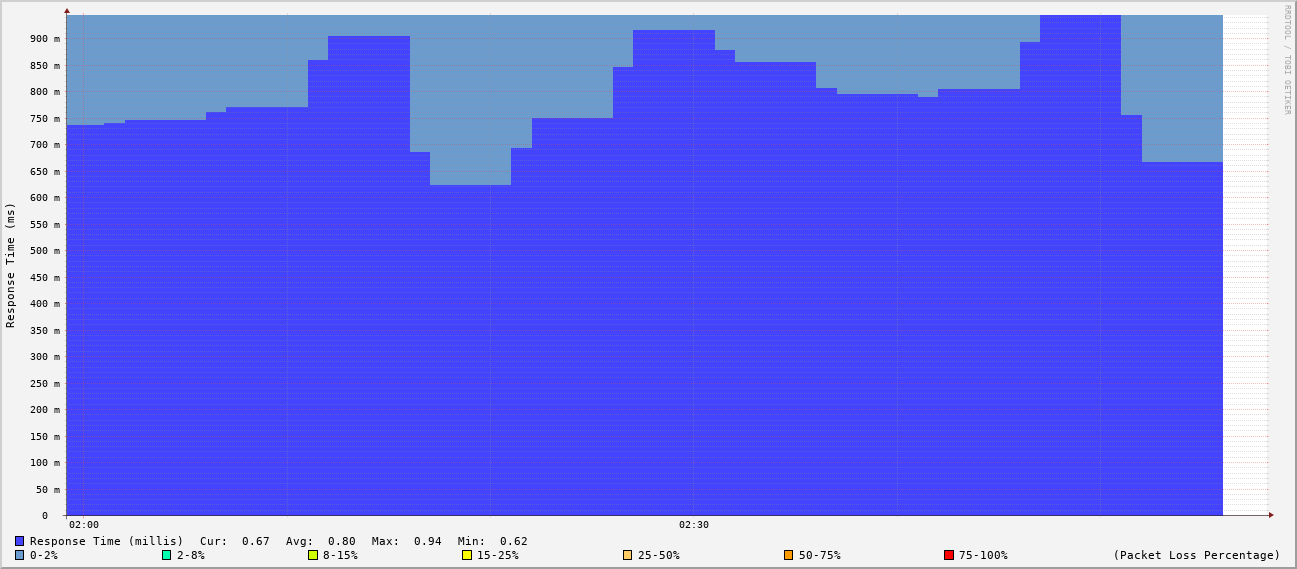 RRDTOOL / TOBI OETIKER
Response Time (ms)
900 m
850 m
800 m
750 m
700 m
650 m
600 m
550 m
500 m
450 m
400 m
350 m
300 m
250 m
200 m
150 m
100 m
50 m
0
02:00 02:30
Response Time (millis) Cur: 0.67 Avg: 0.80 Max: 0.94 Min: 0.62
0-2% 2-8% 8-15% 15-25% 25-50% 50-75% 75-100% (Packet Loss Percentage)